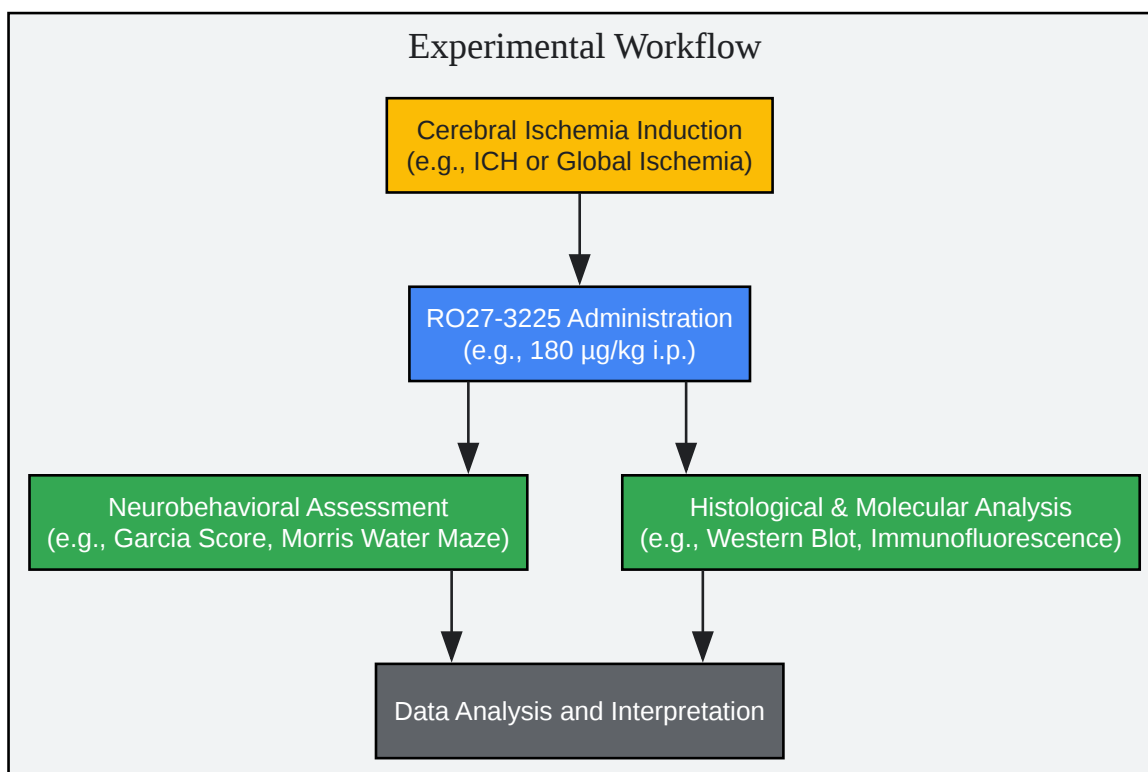 Experimental Workflow
Cerebral Ischemia Induction
(e.g., ICH or Global Ischemia)
RO27-3225 Administration
(e.g., 180 µg/kg i.p.)
Neurobehavioral Assessment
(e.g., Garcia Score, Morris Water Maze)
Histological & Molecular Analysis
(e.g., Western Blot, Immunofluorescence)
Data Analysis and Interpretation